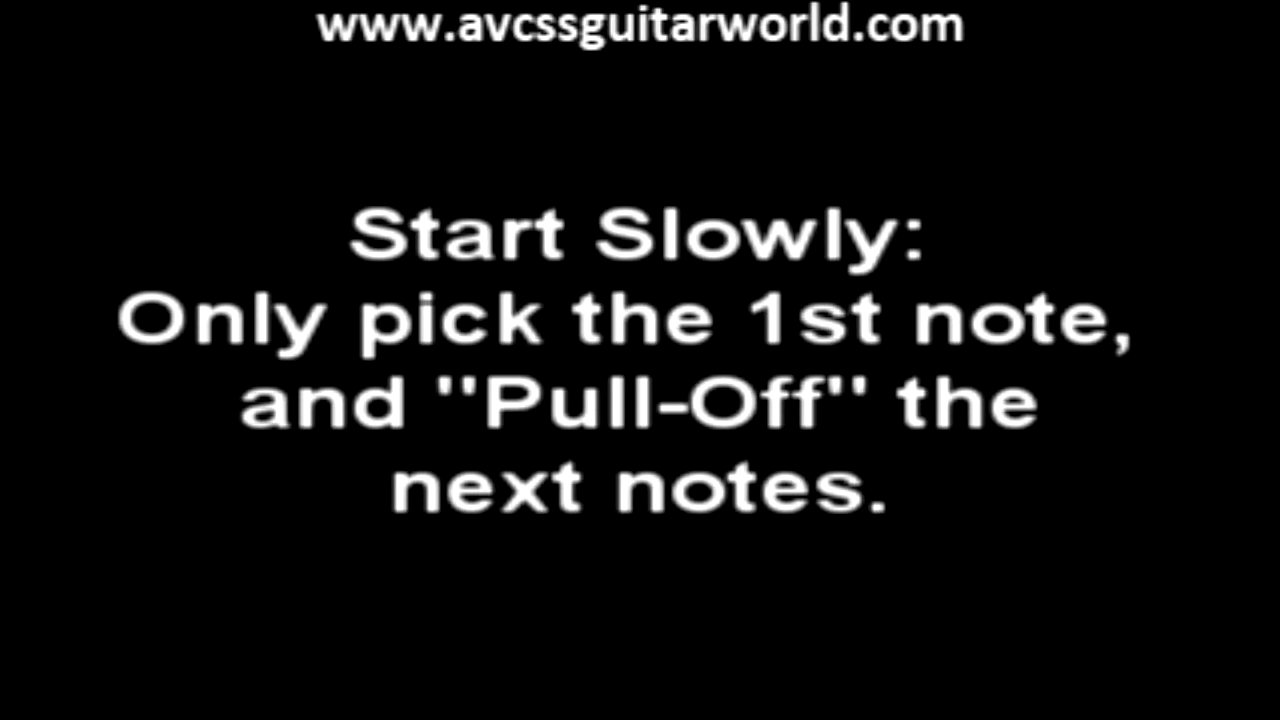 www.avcssguitarworld.com
Start Slowly:
Only pick the 1st note,
and "Pull-Off" the
next notes.